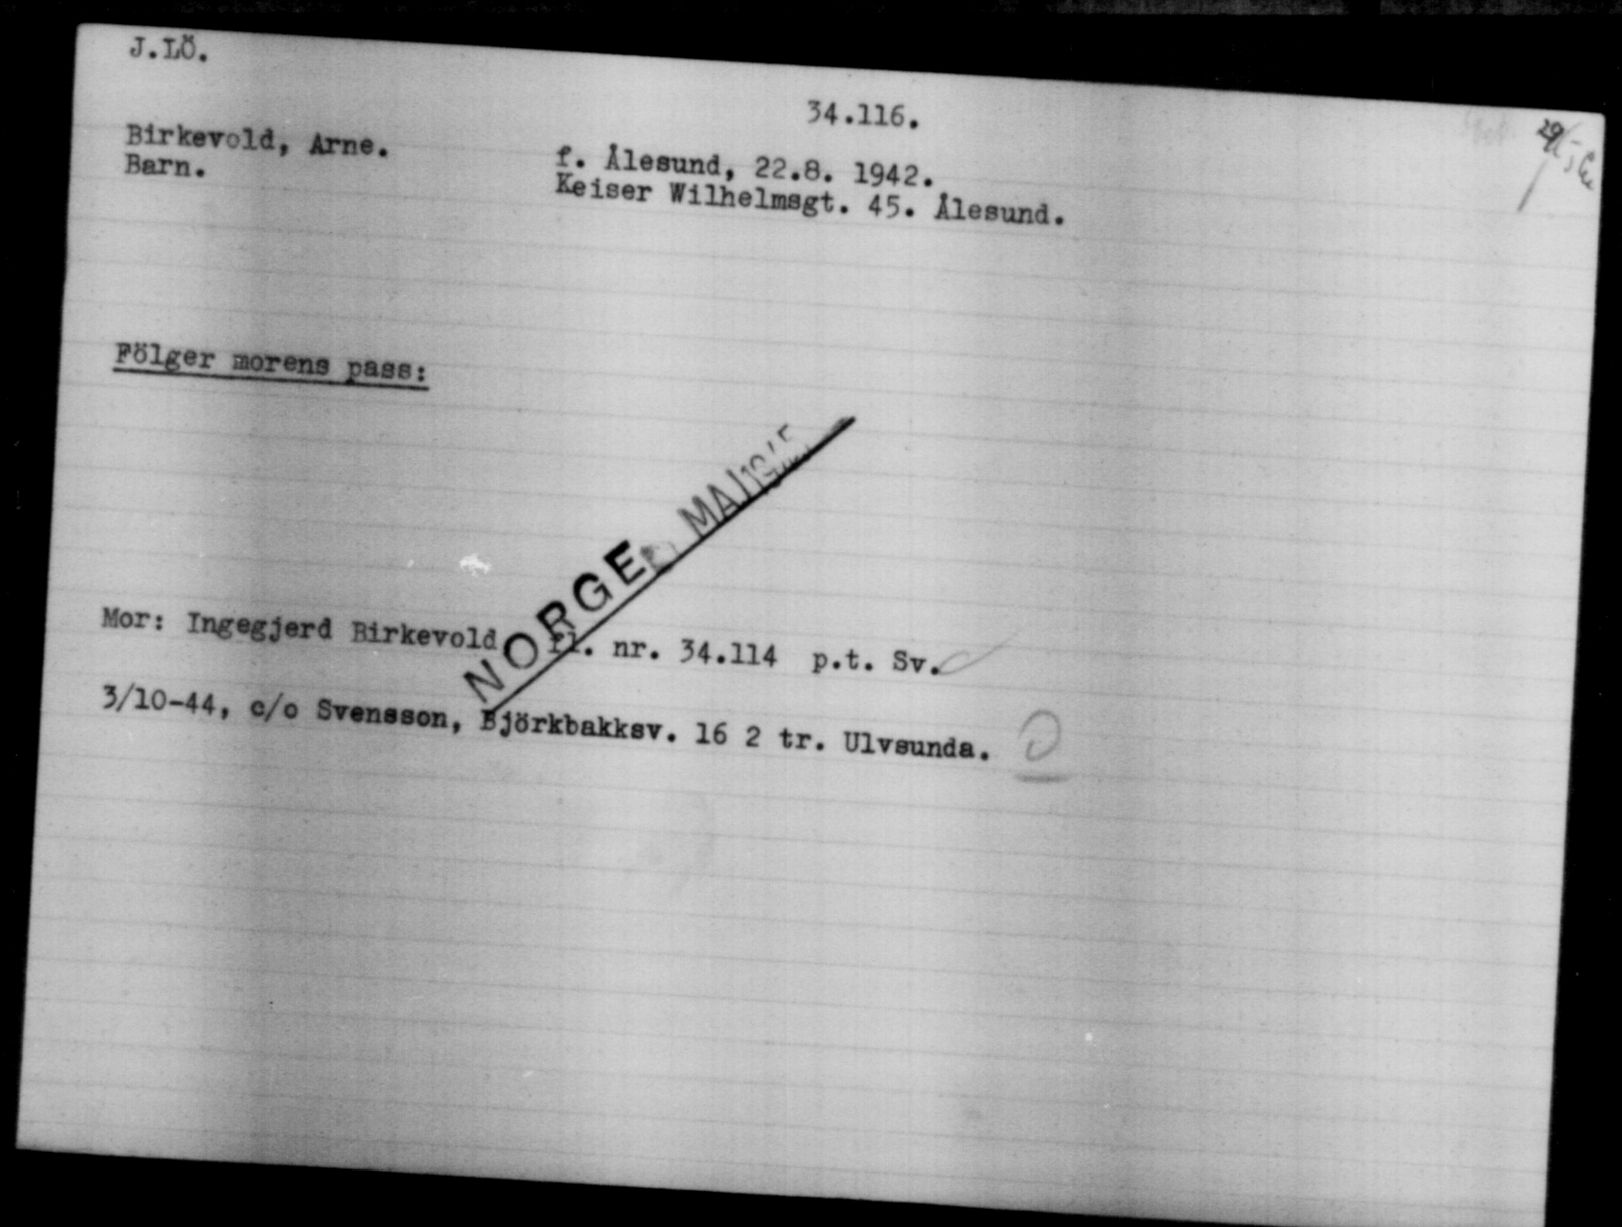 J.LÖ.
34.116.
Birkevold, Arne.
f. Ålesund, 22.8. 1942.
Barn.
Keiser Wilhelmsgt. 45. Ålesund.
Fölger morens pass:
NORGE MAI 1945
Mor: Ingegjerd Birkevold fl. nr. 34.114 p.t. Sv.
3/10-44, c/o Svensson, Björkbakksv. 16 2 tr. Ulvsunda.